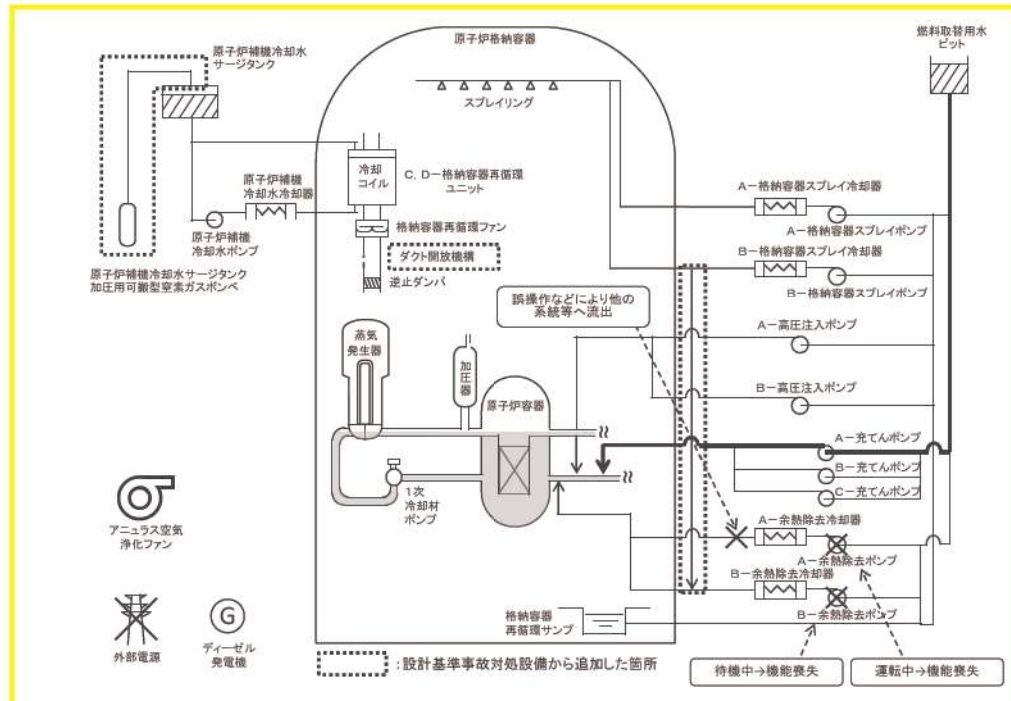 原子炉補機冷却水
サージタンク
原子炉格納容器
燃料取替用水
ピット
スプレイリング
冷却
コイル
C,D－格納容器再循環
ユニット
原子炉補機
冷却水冷却器
原子炉補機
冷却水ポンプ
格納容器再循環ファン
ダクト開放機構
逆止ダンパ
原子炉補機冷却水サージタンク
加圧用可搬型窒素ガスボンベ
A－格納容器スプレイ冷却器
A－格納容器スプレイポンプ
B－格納容器スプレイ冷却器
B－格納容器スプレイポンプ
誤操作などにより他の
系統等へ流出
A－高圧注入ポンプ
B－高圧注入ポンプ
蒸気
発生器
加圧器
原子炉容器
1次
冷却材
ポンプ
A－充てんポンプ
B－充てんポンプ
C－充てんポンプ
A－余熱除去冷却器
A－余熱除去ポンプ
B－余熱除去冷却器
B－余熱除去ポンプ
アニュラス空気
浄化ファン
外部電源
G
ディーゼル
発電機
格納容器
再循環サンプ
：設計基準事故対処設備から追加した箇所
待機中→機能喪失
運転中→機能喪失